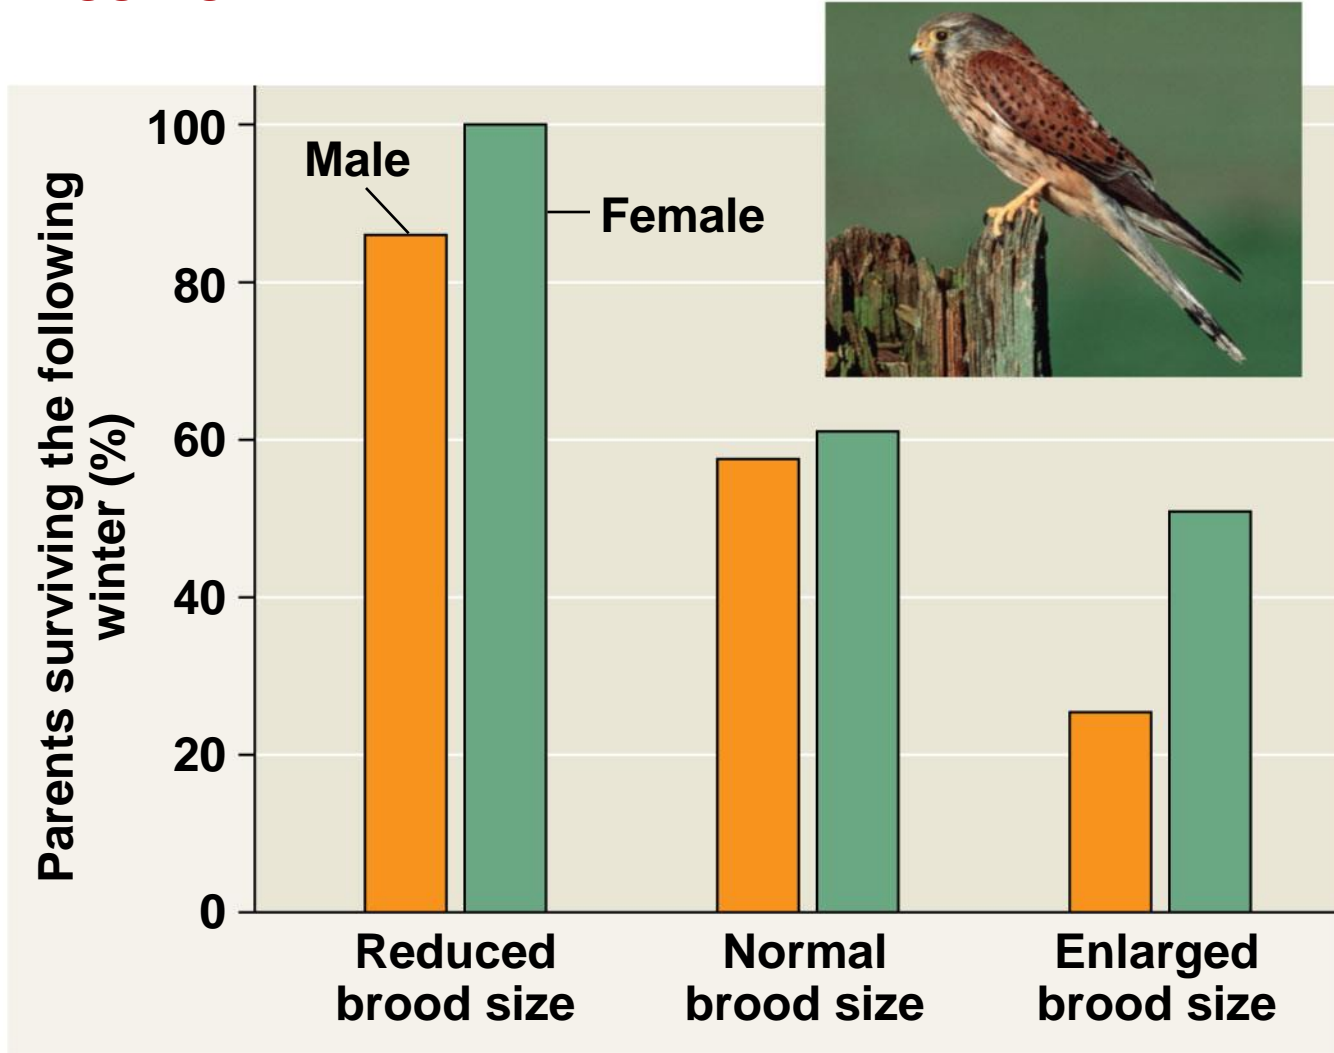 100
80
60
40
20
0
Parents surviving the following
winter (%)
Male
Female
Reduced
brood size
Normal
brood size
Enlarged
brood size